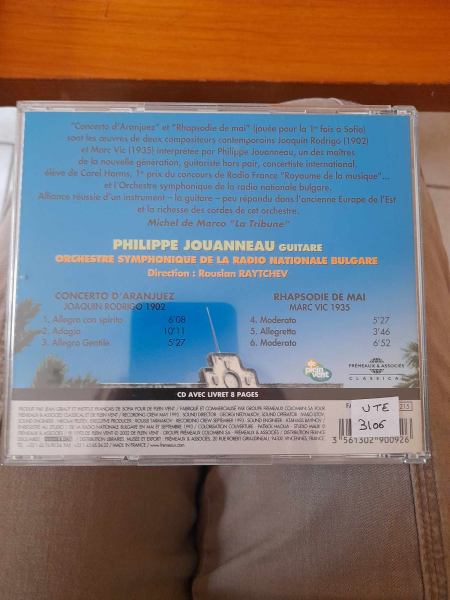 "Concerto d'Aranjuez" et "Rhapsodie de mai" (jouée pour la 1re fois à Sofia)
sont les œuvres de deux compositeurs contemporains Joaquin Rodrigo (1902)
et Marc Vic (1935) interprétée par Philippe Jouanneau, un des maîtres
de la nouvelle génération, guitariste hors pair, concertiste international,
élève de Carel Harms, 1er prix du concours de Radio France "Royaume de la musique"...
et l'Orchestre symphonique de la radio nationale bulgare.
Alliance réussie d'un instrument – la guitare – peu répandu dans l'ancienne Europe de l'Est
et la richesse des cordes de cet orchestre.
Michel de Marco "La Tribune"
PHILIPPE JOUANNEAU GUITARE
ORCHESTRE SYMPHONIQUE DE LA RADIO NATIONALE BULGARE
Direction : Rouslan RAYTCHEV
CONCERTO D'ARANJUEZ
JOAQUIN RODRIGO 1902
1. Allegro con spirito 6'08
2. Adagio 10'11
3. Allegro Gentile 5'27
RHAPSODIE DE MAI
MARC VIC 1935
4. Moderato 5'27
5. Allegretto 3'46
6. Moderato 6'52
plein vent
FRÉMEAUX & ASSOCIÉS
CLASSICAL
CD AVEC LIVRET 8 PAGES
FA
215
UTE
3106
3 561302 900926